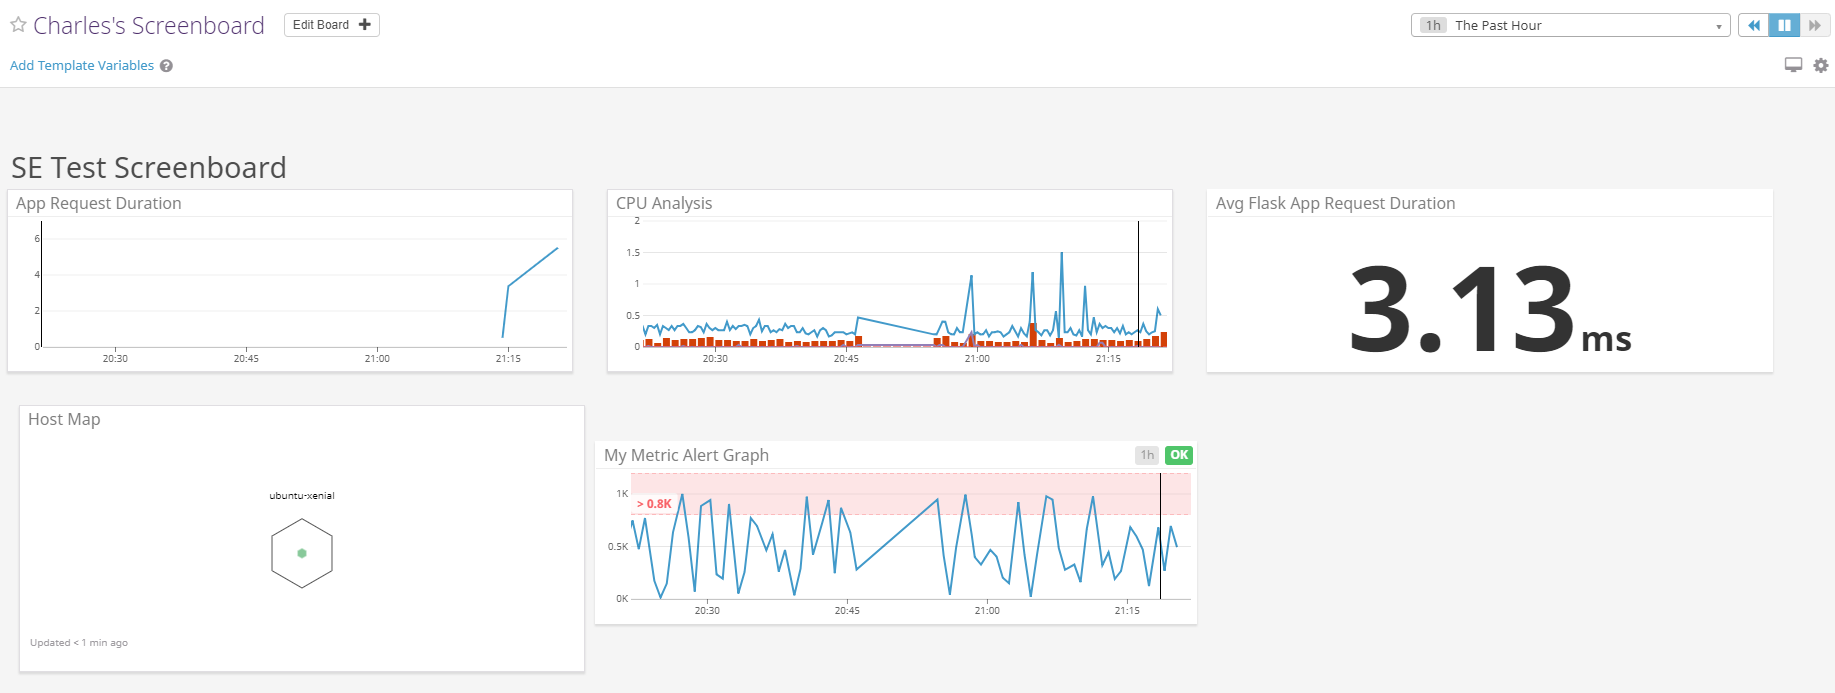 Charles's Screenboard
Edit Board
1h The Past Hour
Add Template Variables ?
SE Test Screenboard
App Request Duration
6
4
2
0
20:30 20:45 21:00 21:15
CPU Analysis
2
1.5
1
0.5
0
20:30 20:45 21:00 21:15
Avg Flask App Request Duration
3.13 ms
Host Map
ubuntu-xenial
Updated < 1 min ago
My Metric Alert Graph 1h OK
1K
> 0.8K
0.5K
0K
20:30 20:45 21:00 21:15